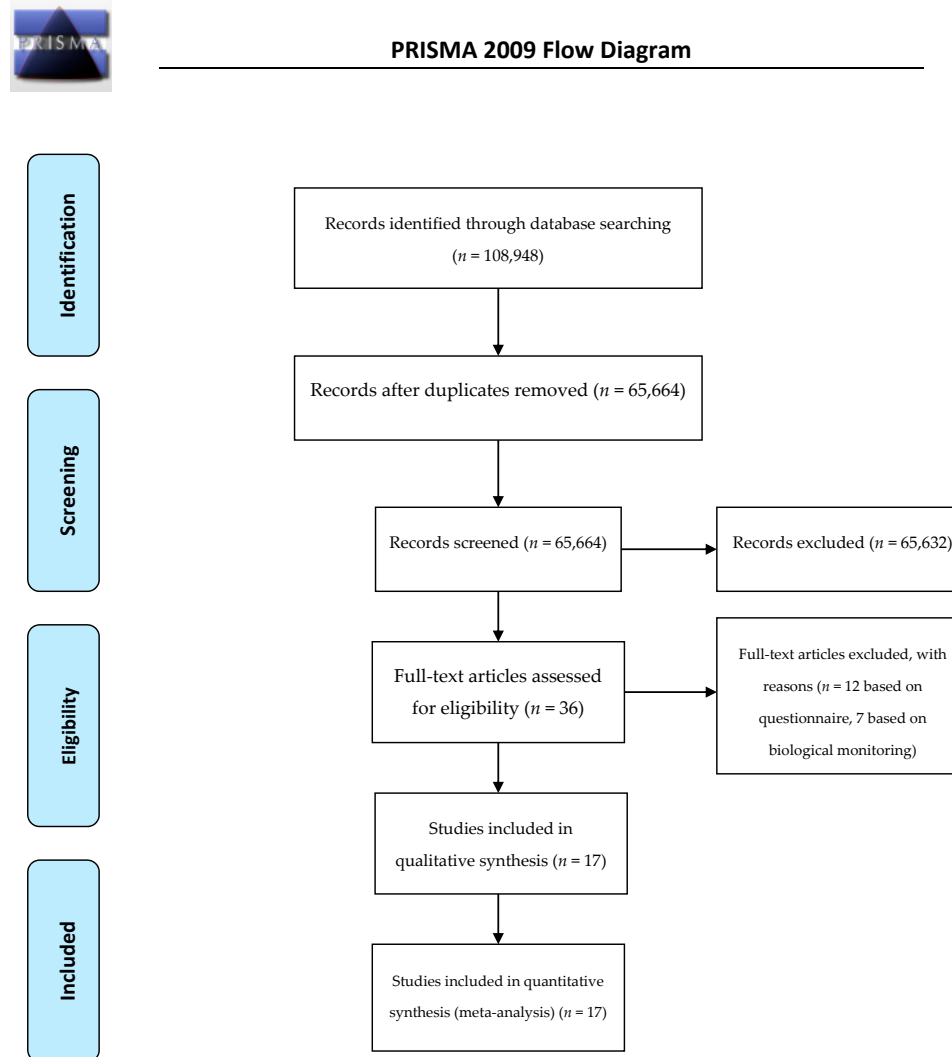 PRISMA
PRISMA 2009 Flow Diagram
Identification
Records identified through database searching
(n = 108,948)
Records after duplicates removed (n = 65,664)
Screening
Records screened (n = 65,664)
Records excluded (n = 65,632)
Eligibility
Full-text articles assessed
for eligibility (n = 36)
Full-text articles excluded, with
reasons (n = 12 based on
questionnaire, 7 based on
biological monitoring)
Studies included in
qualitative synthesis (n = 17)
Included
Studies included in quantitative
synthesis (meta-analysis) (n = 17)